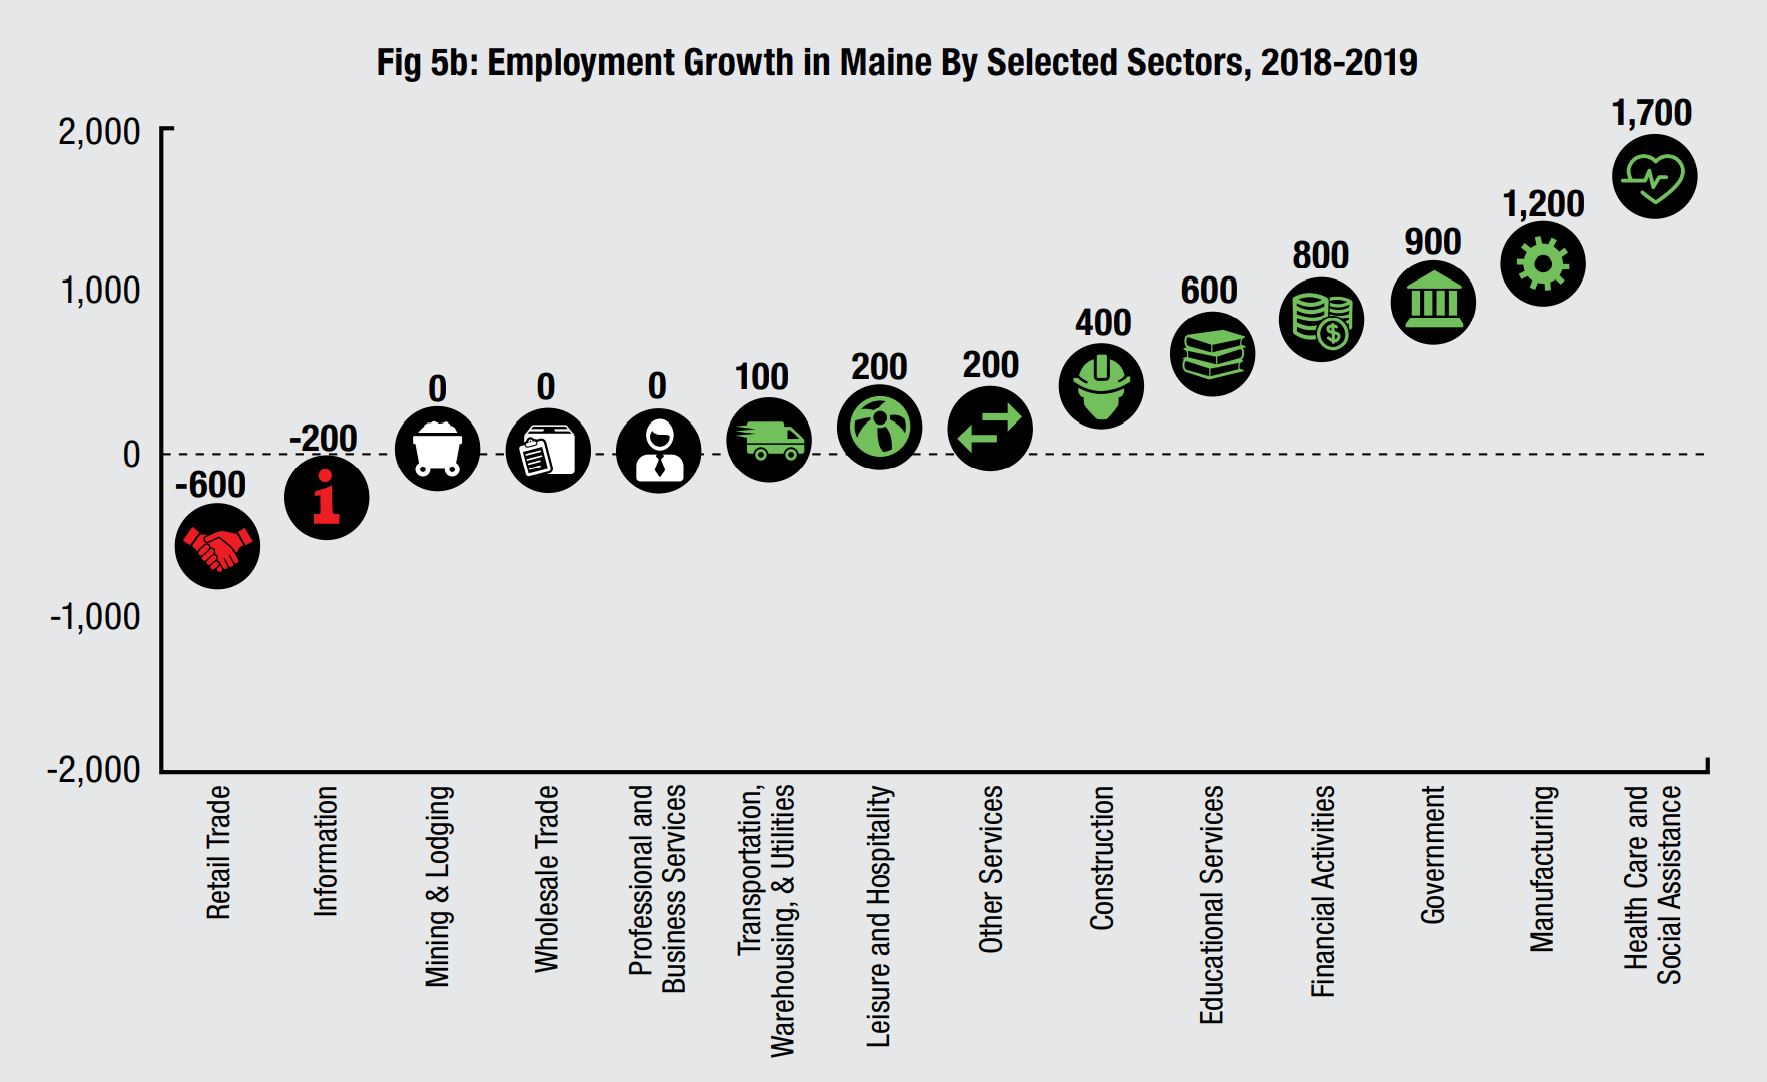 Fig 5b: Employment Growth in Maine By Selected Sectors, 2018-2019
2,000
1,000
0
-1,000
-2,000
-600
-200
0
0
0
100
200
200
400
600
800
900
1,200
1,700
$
Retail Trade
Information
Mining & Lodging
Wholesale Trade
Professional and
Business Services
Transportation,
Warehousing, & Utilities
Leisure and Hospitality
Other Services
Construction
Educational Services
Financial Activities
Government
Manufacturing
Health Care and
Social Assistance